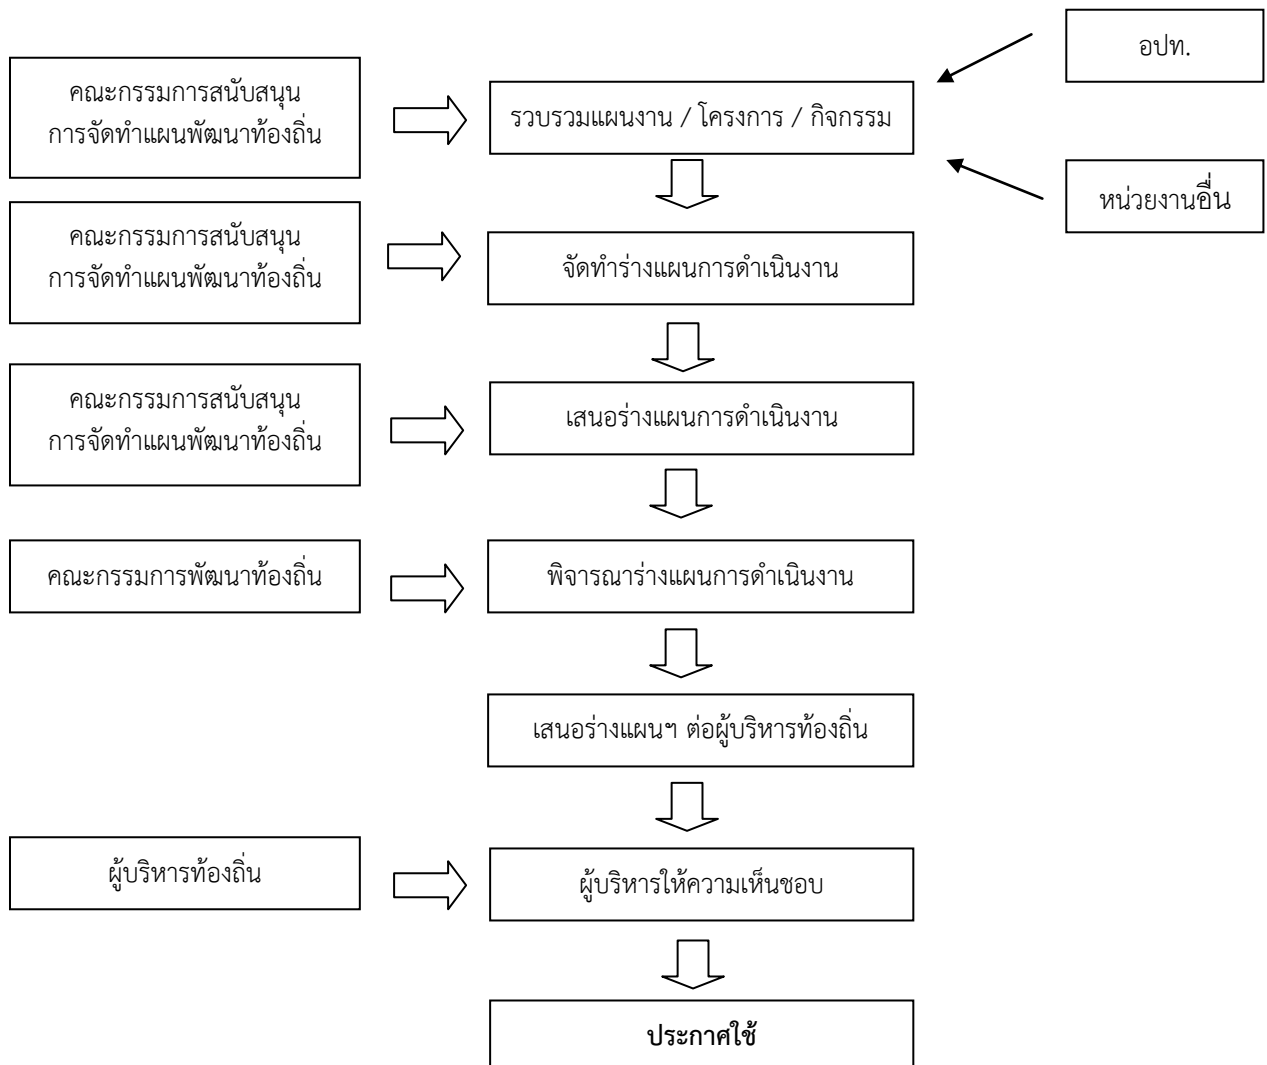 อปท.
คณะกรรมการสนับสนุน
การจัดทำแผนพัฒนาท้องถิ่น
รวบรวมแผนงาน / โครงการ / กิจกรรม
หน่วยงานอื่น
คณะกรรมการสนับสนุน
การจัดทำแผนพัฒนาท้องถิ่น
จัดทำร่างแผนการดำเนินงาน
คณะกรรมการสนับสนุน
การจัดทำแผนพัฒนาท้องถิ่น
เสนอร่างแผนการดำเนินงาน
คณะกรรมการพัฒนาท้องถิ่น
พิจารณาร่างแผนการดำเนินงาน
เสนอร่างแผนฯ ต่อผู้บริหารท้องถิ่น
ผู้บริหารท้องถิ่น
ผู้บริหารให้ความเห็นชอบ
ประกาศใช้